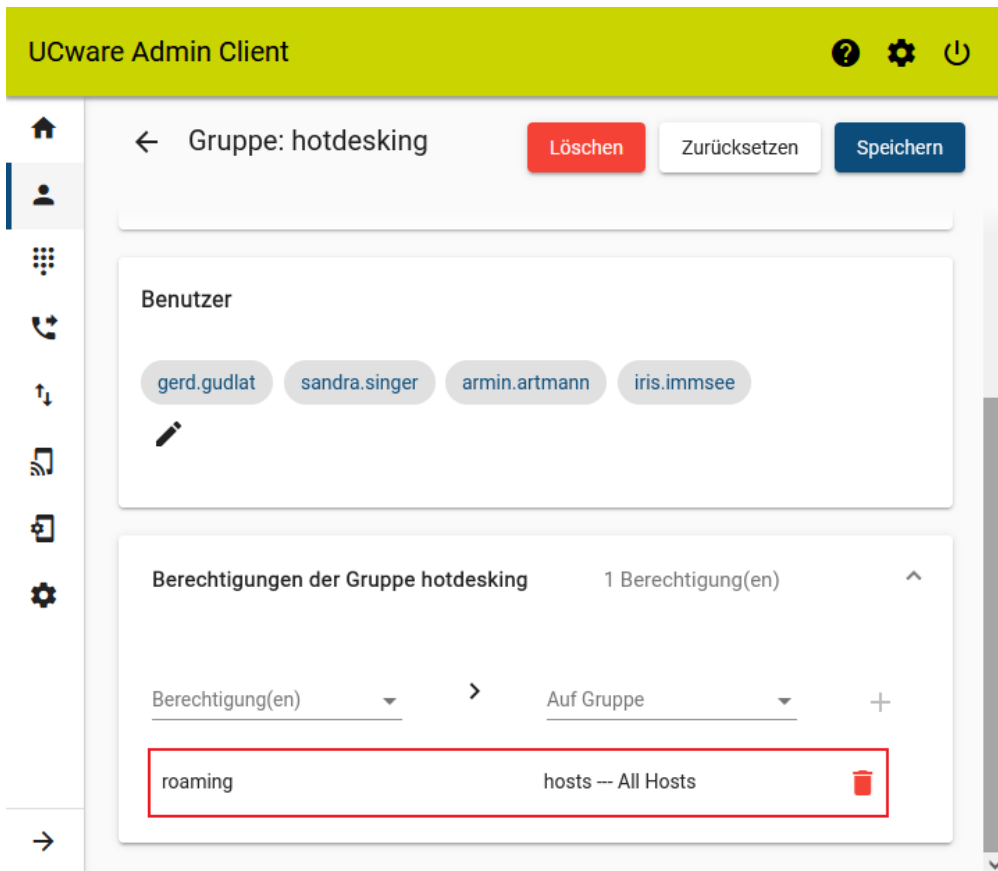 UCware Admin Client
Gruppe: hotdesking
Löschen
Zurücksetzen
Speichern
Benutzer
gerd.gudlat
sandra.singer
armin.artmann
iris.immsee
Berechtigungen der Gruppe hotdesking
1 Berechtigung(en)
Berechtigung(en)
Auf Gruppe
roaming
hosts --- All Hosts